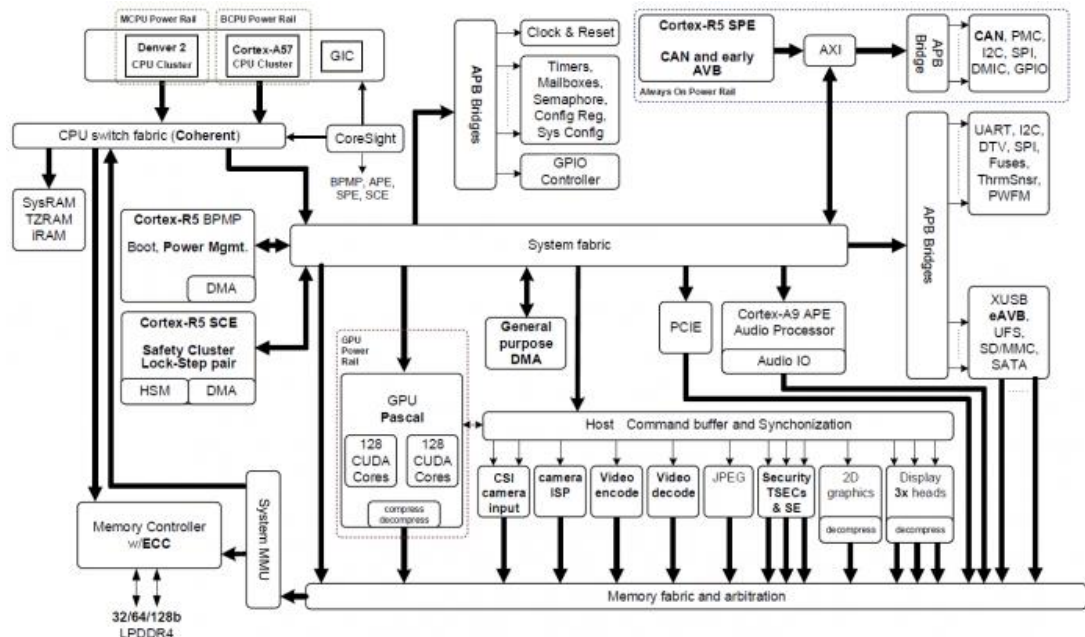 MCPU Power Rail
BCPU Power Rail
Denver 2
CPU Cluster
Cortex-A57
CPU Cluster
GIC
CPU switch fabric (Coherent)
CoreSight
BPMP, APE,
SPE, SCE
SysRAM
TZRAM
iRAM
APB Bridges
Clock & Reset
Timers,
Mailboxes,
Semaphore,
Config Reg,
Sys Config
GPIO
Controller
Cortex-R5 SPE
CAN and early
AVB
AXI
APB
Bridge
CAN, PMC,
I2C, SPI,
DMIC, GPIO
Always On Power Rail
UART, I2C,
DTV, SPI,
Fuses,
ThrmSnsr,
PWFM
APB Bridges
XUSB
eAVB,
UFS,
SD/MMC,
SATA
Cortex-R5 BPMP
Boot, Power Mgmt.
DMA
System fabric
Cortex-R5 SCE
Safety Cluster
Lock-Step pair
HSM
DMA
GPU
Power
Rail
GPU
Pascal
128
CUDA
Cores
128
CUDA
Cores
compress
decompress
General
purpose
DMA
PCIE
Cortex-A9 APE
Audio Processor
Audio IO
Host Command buffer and Synchonization
CSI
camera
input
camera
ISP
Video
encode
Video
decode
JPEG
Security
TSECs
& SE
2D
graphics
decompress
Display
3x heads
decompress
Memory Controller
w/ECC
System MMU
32/64/128b
LPDDR4
Memory fabric and arbitration